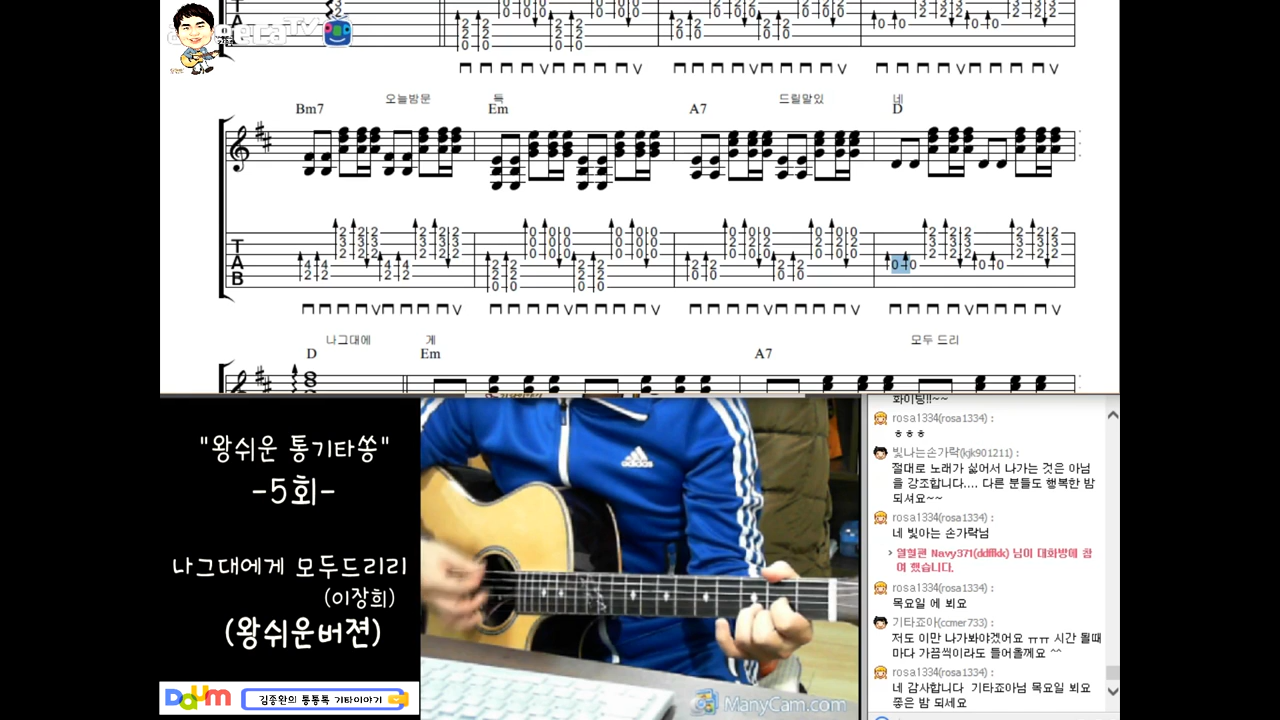 TV
Bm7 오늘밤문 득 Em A7 드릴말있 네 D
T
A
B
나그대에 게 모두 드리
D Em A7
"왕쉬운 통기타쏭"
-5회-
나그대에게 모두드리리
(이장희)
(왕쉬운버젼)
Daum 김종완의 통통톡 기타이야기
adidas
ManyCam.com
화이팅!!~~
rosa1334(rosa1334) :
ㅎㅎㅎ
빛나는손가락(kjk901211) :
절대로 노래가 싫어서 나가는 것은 아님
을 강조합니다.... 다른 분들도 행복한 밤
되셔요~~
rosa1334(rosa1334) :
네 빛아는 손가락님
열혈팬 Navy371(ddffkk) 님이 대화방에 참
여 했습니다.
rosa1334(rosa1334) :
목요일 에 뵈요
기타죠아(ccmer733) :
저도 이만 나가봐야겠어요 ㅠㅠ 시간 될때
마다 가끔씩이라도 들어올께요 ^^
rosa1334(rosa1334) :
네 감사합니다 기타죠아님 목요일 뵈요
좋은 밤 되세요